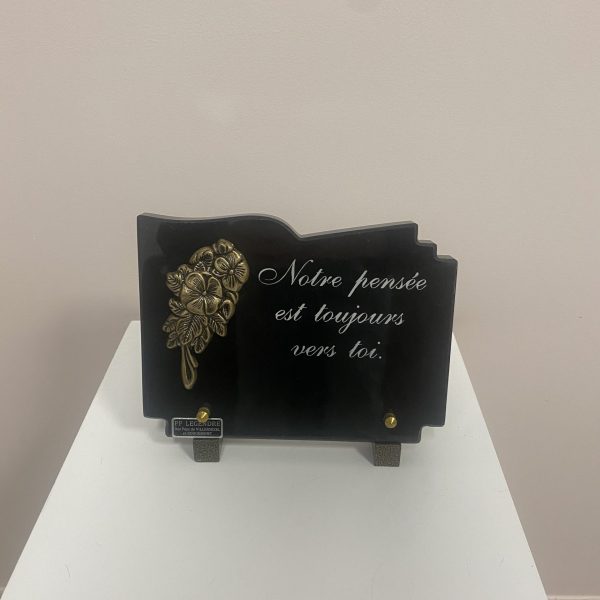 Notre pensée
est toujours
vers toi.
PF LEGENDRE